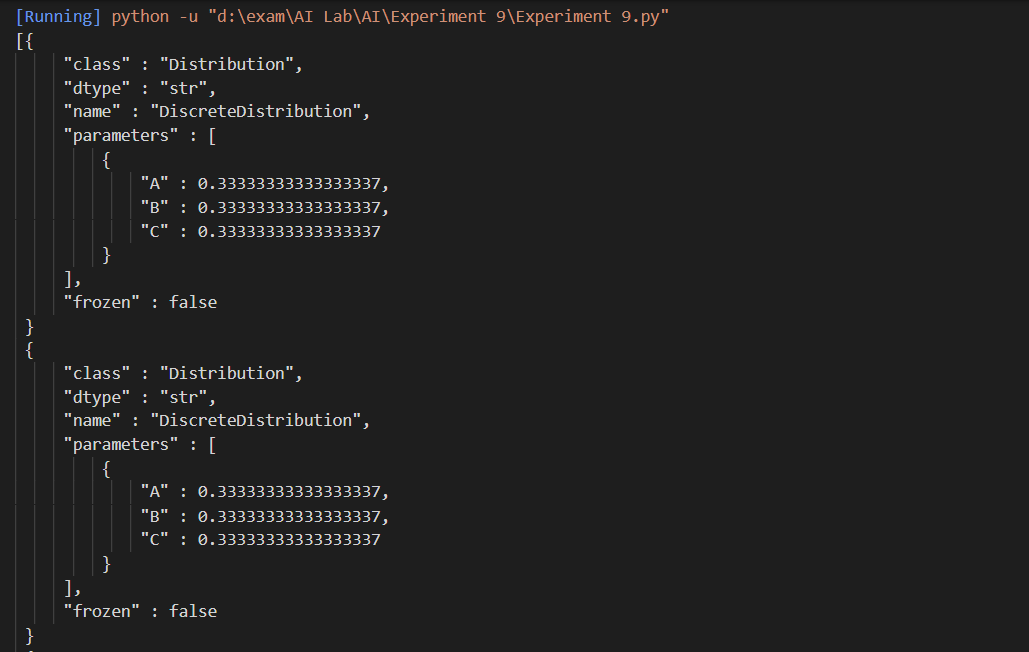 [Running] python -u "d:\exam\AI Lab\AI\Experiment 9\Experiment 9.py"
[{
"class" : "Distribution",
"dtype" : "str",
"name" : "DiscreteDistribution",
"parameters" : [
{
"A" : 0.33333333333333337,
"B" : 0.33333333333333337,
"C" : 0.33333333333333337
}
],
"frozen" : false
}
{
"class" : "Distribution",
"dtype" : "str",
"name" : "DiscreteDistribution",
"parameters" : [
{
"A" : 0.33333333333333337,
"B" : 0.33333333333333337,
"C" : 0.33333333333333337
}
],
"frozen" : false
}